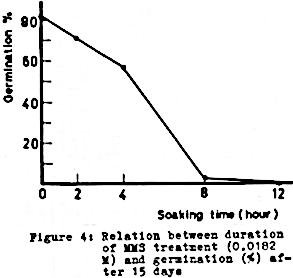 Germination %
80
60
40
20
0
2
4
8
12
Soaking time (hour)
Figure 4: Relation between duration
of MMS treatment (0.0182
M) and germination (%) af-
ter 15 days